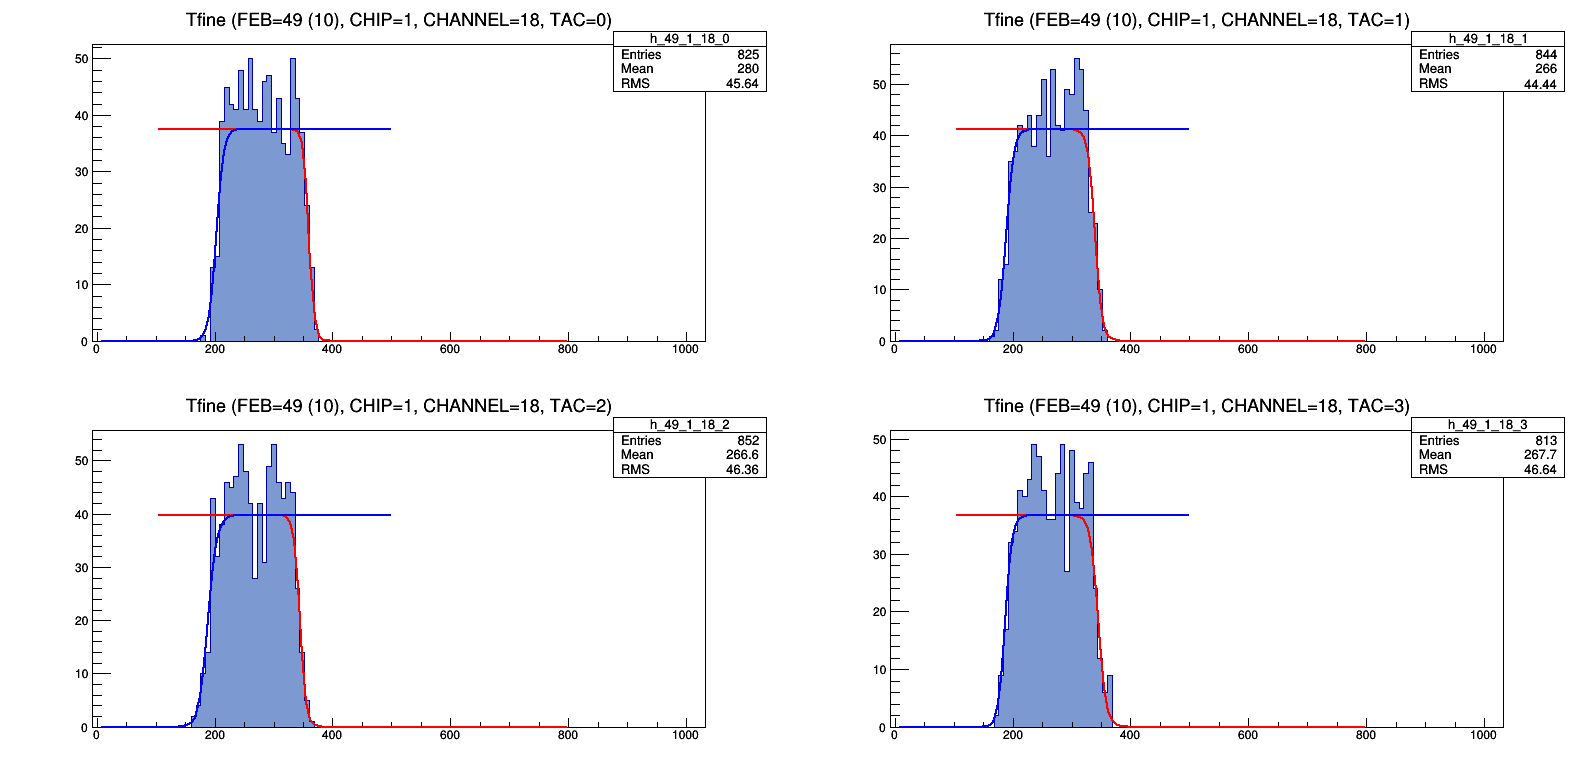 Tfine (FEB=49 (10), CHIP=1, CHANNEL=18, TAC=0)
h_49_1_18_0
Entries 825
Mean 280
RMS 45.64
50
40
30
20
10
0
0 200 400 600 800 1000
Tfine (FEB=49 (10), CHIP=1, CHANNEL=18, TAC=1)
h_49_1_18_1
Entries 844
Mean 266
RMS 44.44
50
40
30
20
10
0
0 200 400 600 800 1000
Tfine (FEB=49 (10), CHIP=1, CHANNEL=18, TAC=2)
h_49_1_18_2
Entries 852
Mean 266.6
RMS 46.36
50
40
30
20
10
0
0 200 400 600 800 1000
Tfine (FEB=49 (10), CHIP=1, CHANNEL=18, TAC=3)
h_49_1_18_3
Entries 813
Mean 267.7
RMS 46.64
50
40
30
20
10
0
0 200 400 600 800 1000